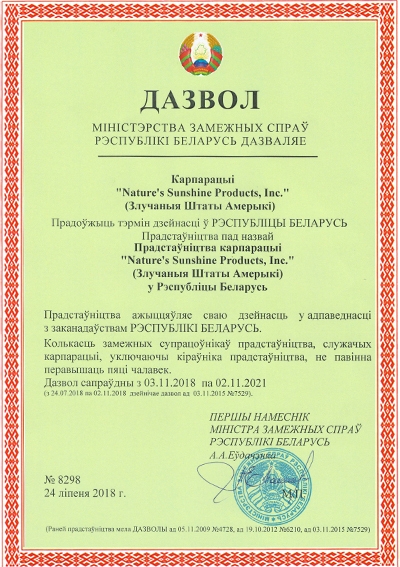 ДАЗВОЛ
МІНІСТЭРСТВА ЗАМЕЖНЫХ СПРАЎ
РЭСПУБЛІКІ БЕЛАРУСЬ ДАЗВАЛЯЕ
Карпарацыі
"Nature's Sunshine Products, Inc."
(Злучаныя Штаты Амерыкі)
Прадоўжыць тэрмін дзейнасці ў РЭСПУБЛІЦЫ БЕЛАРУСЬ
Прадстаўніцтва пад назвай
Прадстаўніцтва карпарацыі
"Nature's Sunshine Products, Inc."
(Злучаныя Штаты Амерыкі)
у Рэспубліцы Беларусь
Прадстаўніцтва ажыццяўляе сваю дзейнасць у адпаведнасці
з заканадаўствам РЭСПУБЛІКІ БЕЛАРУСЬ.
Колькасць замежных супрацоўнікаў прадстаўніцтва, служачых
карпарацыі, уключаючы кіраўніка прадстаўніцтва, не павінна
перавышаць пяці чалавек.
Дазвол сапраўдны з 03.11.2018 па 02.11.2021
(з 24.07.2018 па 02.11.2018 дзейнічае дазвол ад 03.11.2015 №7529).
ПЕРШЫ НАМЕСНІК
МІНІСТРА ЗАМЕЖНЫХ СПРАЎ
РЭСПУБЛІКІ БЕЛАРУСЬ
А.А.Еўдачэнка
№ 8298
24 ліпеня 2018 г.
М.П.
(Раней прадстаўніцтва мела ДАЗВОЛЫ ад 05.11.2009 №4728, ад 19.10.2012 №6210, ад 03.11.2015 №7529)